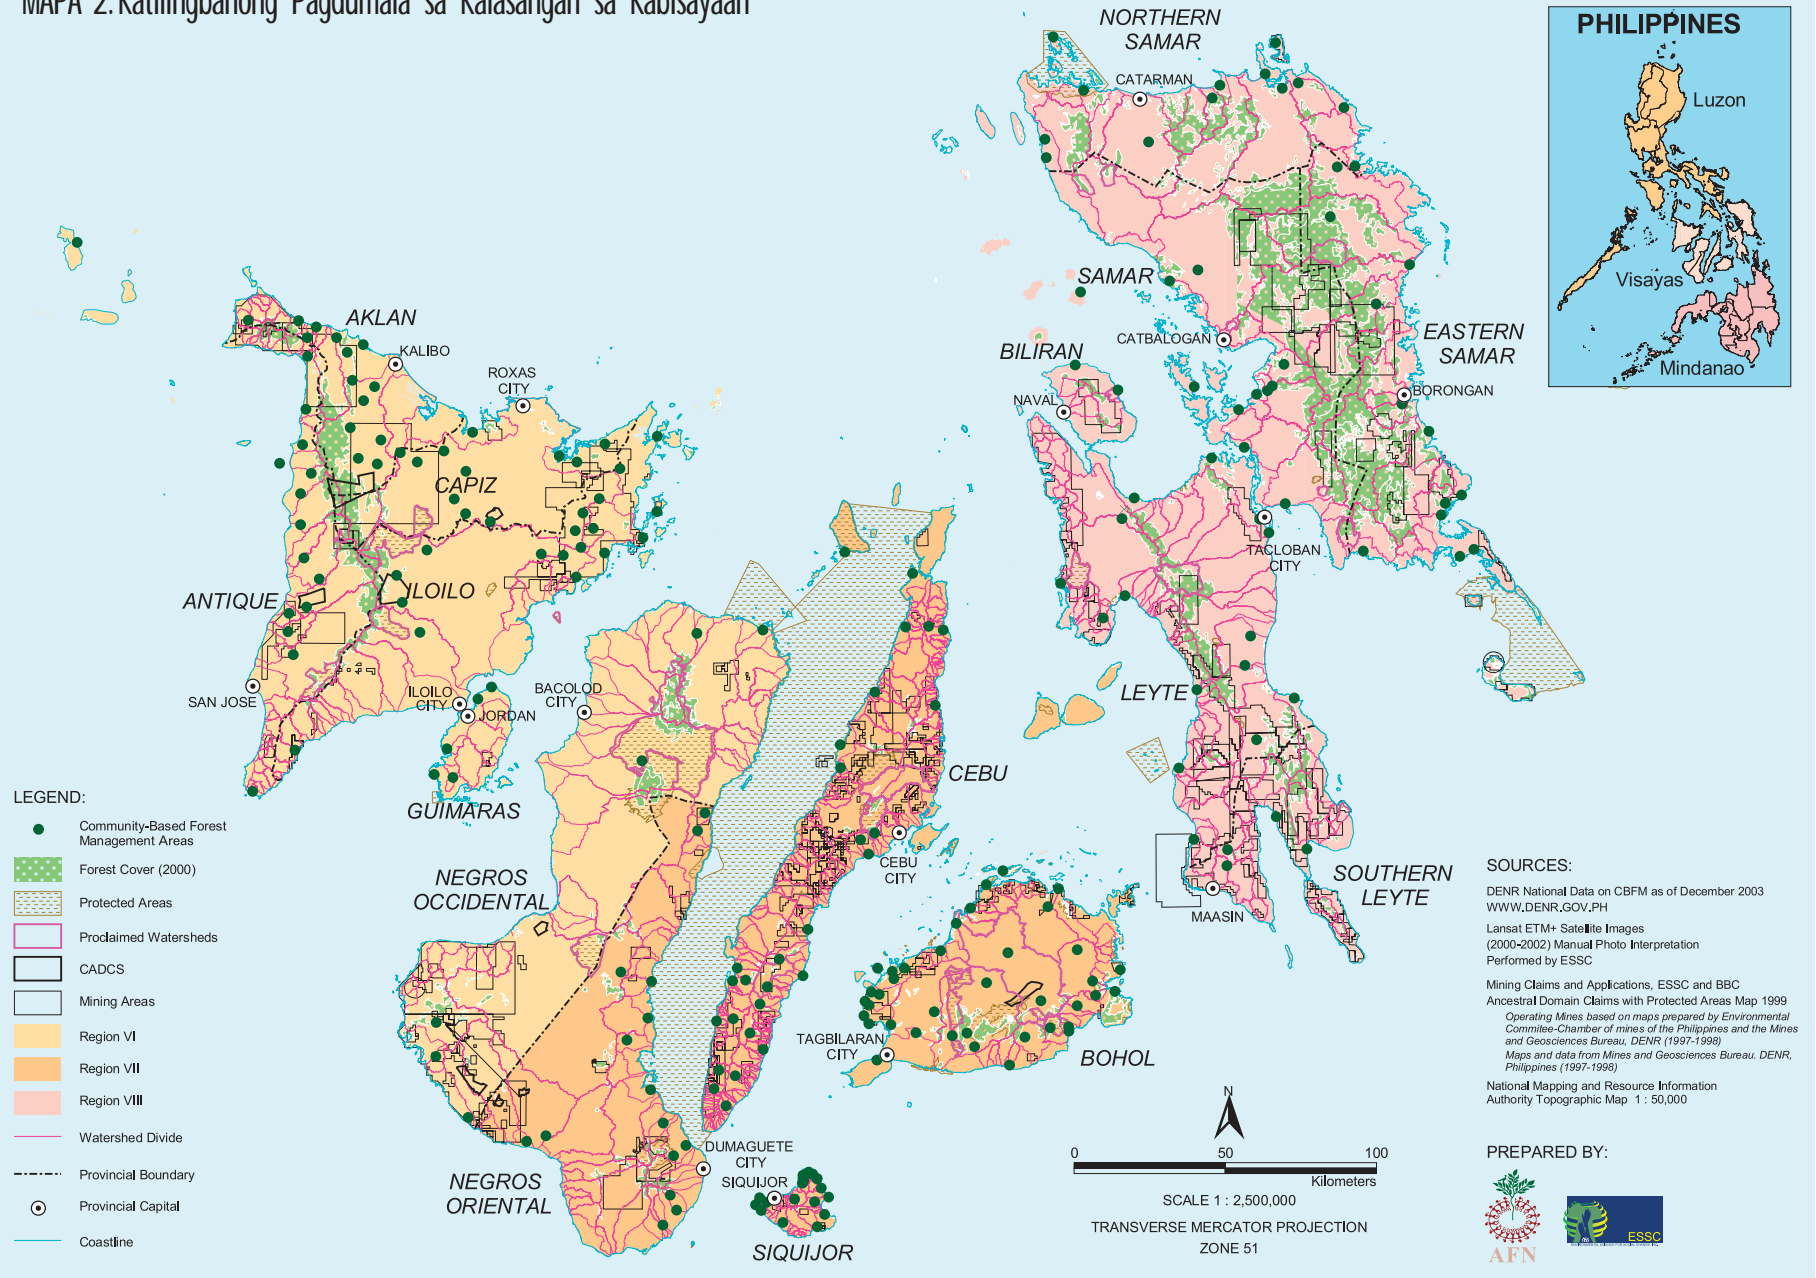 MAPA 2. Katilingbanong Pagdumala sa Kalasangan sa Kabisayaan
NORTHERN
SAMAR
CATARMAN
PHILIPPINES
Luzon
Visayas
Mindanao
SAMAR
CATBALOGAN
EASTERN
SAMAR
BORONGAN
BILIRAN
NAVAL
AKLAN
KALIBO
ROXAS
CITY
CAPIZ
TACLOBAN
CITY
ANTIQUE
ILOILO
SAN JOSE
ILOILO
CITY
JORDAN
BACOLOD
CITY
LEYTE
GUIMARAS
CEBU
CEBU
CITY
NEGROS
OCCIDENTAL
MAASIN
SOUTHERN
LEYTE
TAGBILARAN
CITY
BOHOL
DUMAGUETE
CITY
SIQUIJOR
NEGROS
ORIENTAL
SIQUIJOR
LEGEND:
Community-Based Forest
Management Areas
Forest Cover (2000)
Protected Areas
Proclaimed Watersheds
CADCS
Mining Areas
Region VI
Region VII
Region VIII
Watershed Divide
Provincial Boundary
Provincial Capital
Coastline
N
0 50 100
Kilometers
SCALE 1 : 2,500,000
TRANSVERSE MERCATOR PROJECTION
ZONE 51
SOURCES:
DENR National Data on CBFM as of December 2003
WWW.DENR.GOV.PH
Lansat ETM+ Satellite Images
(2000-2002) Manual Photo Interpretation
Performed by ESSC
Mining Claims and Applications, ESSC and BBC
Ancestral Domain Claims with Protected Areas Map 1999
Operating Mines based on maps prepared by Environmental
Commitee-Chamber of mines of the Philippines and the Mines
and Geosciences Bureau, DENR (1997-1998)
Maps and data from Mines and Geosciences Bureau. DENR,
Philippines (1997-1998)
National Mapping and Resource Information
Authority Topographic Map 1 : 50,000
PREPARED BY:
AFN
ESSC